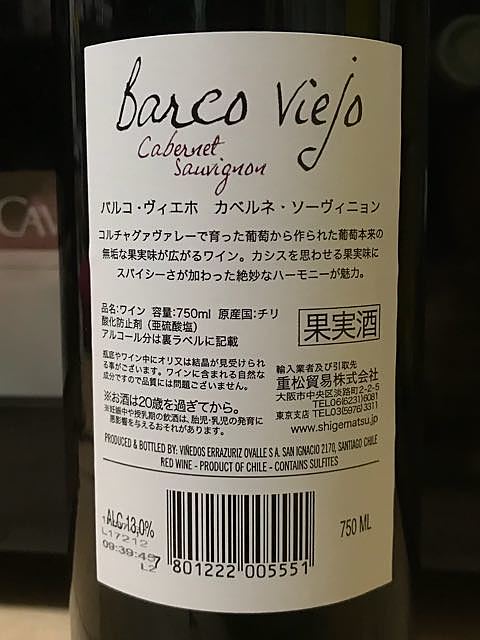 Barco Viejo
Cabernet
Sauvignon
バルコ・ヴィエホ カベルネ・ソーヴィニョン
コルチャグァヴァレーで育った葡萄から作られた葡萄本来の
無垢な果実味が広がるワイン。カシスを思わせる果実味に
スパイシーさが加わった絶妙なハーモニーが魅力。
品名:ワイン 容量:750ml 原産国:チリ
酸化防止剤(亜硫酸塩)
アルコール分は裏ラベルに記載
果実酒
瓶底やワイン中にオリ又は結晶が見受けられ
る事がございます。ワインに含まれる自然な
成分ですので品質には問題ございません。
※お酒は20歳を過ぎてから。
※妊娠中や授乳期の飲酒は、胎児・乳児の発育に
悪影響を与えるおそれがあります。
輸入業者及び引取先
重松貿易株式会社
大阪市中央区淡路町2-2-5
TEL06(6231)6081
東京支店 TEL03(5976)3311
www.shigematsu.jp
PRODUCED & BOTTLED BY: VIÑEDOS ERRAZURIZ OVALLE S A. SAN IGNACIO 2170, SANTIAGO CHILE
RED WINE - PRODUCT OF CHILE - CONTAINS SULFITES
ALC 13,0%
L17212
09:39:45
L2
7 801222 005551
750 ML
CAV